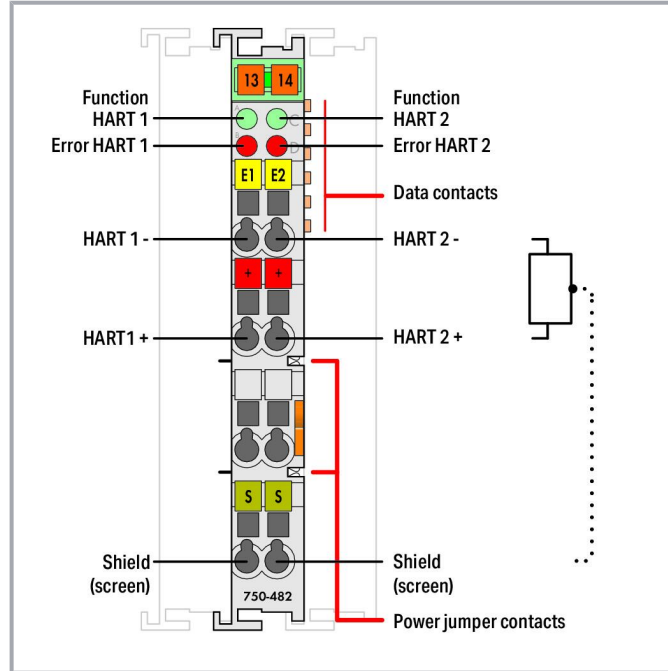 13 14
Function
HART 1
Function
HART 2
A
C
Error HART 1
Error HART 2
B
D
E1 E2
Data contacts
HART 1 -
HART 2 -
+ +
HART1 +
HART 2 +
S S
Shield
(screen)
Shield
(screen)
750-482
Power jumper contacts